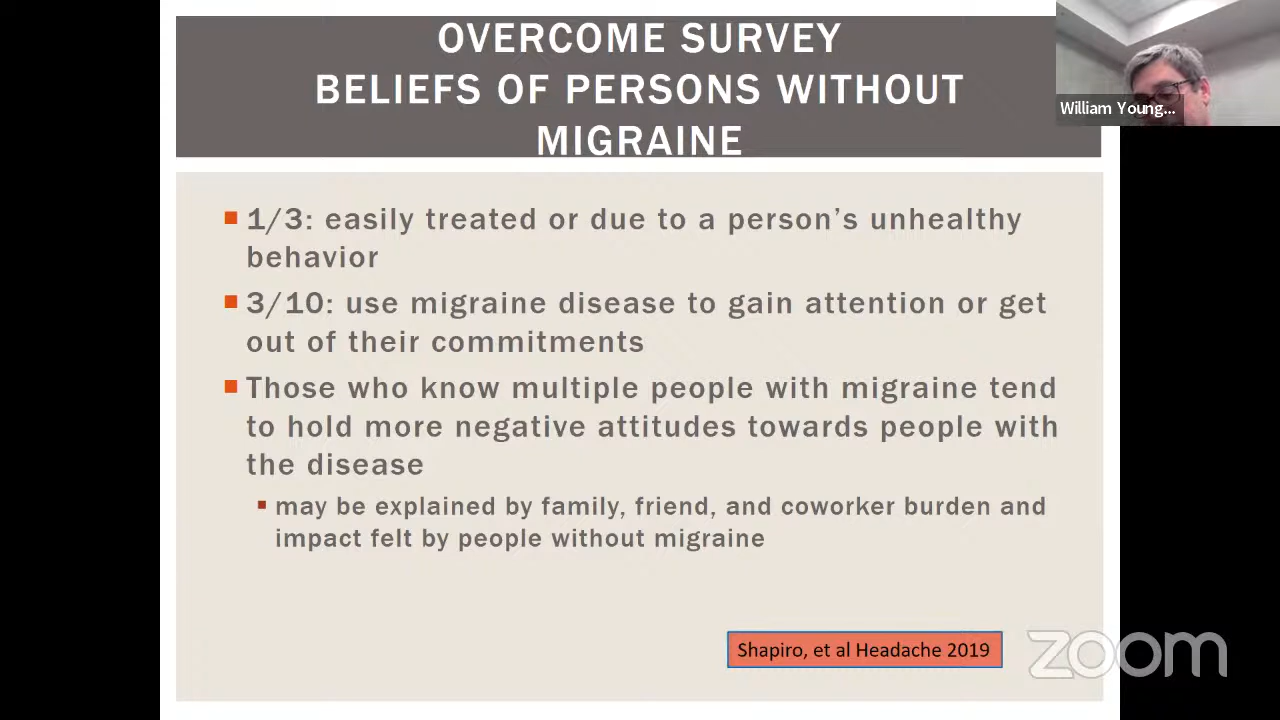 OVERCOME SURVEY
BELIEFS OF PERSONS WITHOUT
MIGRAINE
William Young...
1/3: easily treated or due to a person's unhealthy
behavior
3/10: use migraine disease to gain attention or get
out of their commitments
Those who know multiple people with migraine tend
to hold more negative attitudes towards people with
the disease
may be explained by family, friend, and coworker burden and
impact felt by people without migraine
Shapiro, et al Headache 2019
zoom